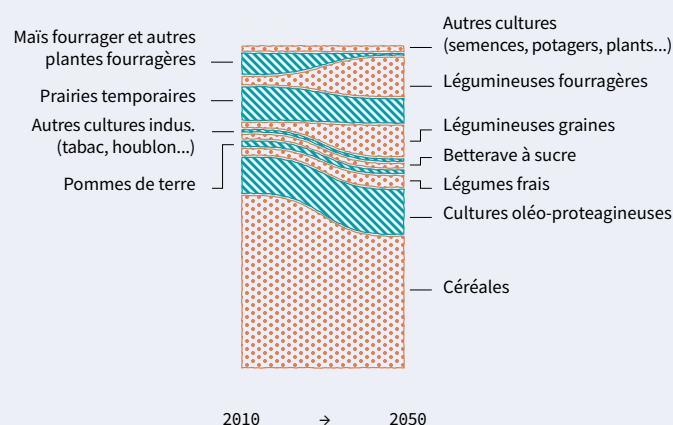 Maïs fourrager et autres
plantes fourragères
Prairies temporaires
Autres cultures indus.
(tabac, houblon...)
Pommes de terre
Autres cultures
(semences, potagers, plants...)
Légumineuses fourragères
Légumineuses graines
Betterave à sucre
Légumes frais
Cultures oléo-proteagineuses
Céréales
2010 → 2050